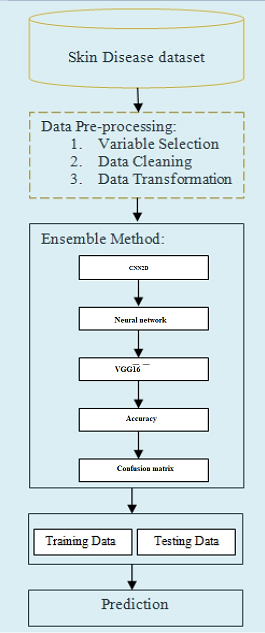 Skin Disease dataset
Data Pre-processing:
1. Variable Selection
2. Data Cleaning
3. Data Transformation
Ensemble Method:
CNN2D
Neural network
VGG16
Accuracy
Confusion matrix
Training Data
Testing Data
Prediction